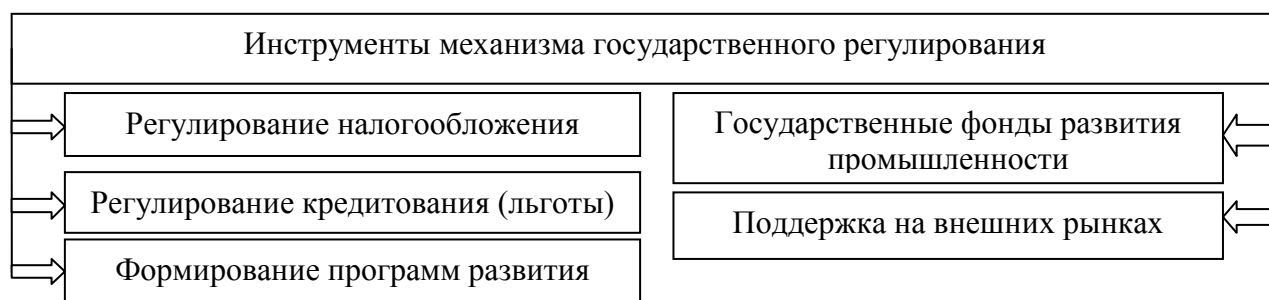 Инструменты механизма государственного регулирования
Регулирование налогообложения
Регулирование кредитования (льготы)
Формирование программ развития
Государственные фонды развития
промышленности
Поддержка на внешних рынках